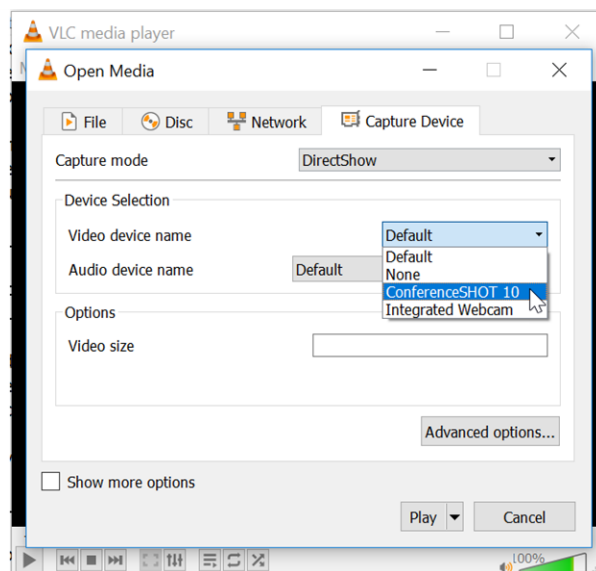 VLC media player
Open Media
File Disc Network Capture Device
Capture mode DirectShow
Device Selection
Video device name Default
Default
Audio device name Default
None
ConferenceSHOT 10
Integrated Webcam
Options
Video size
Advanced options...
Show more options
Play Cancel
100%